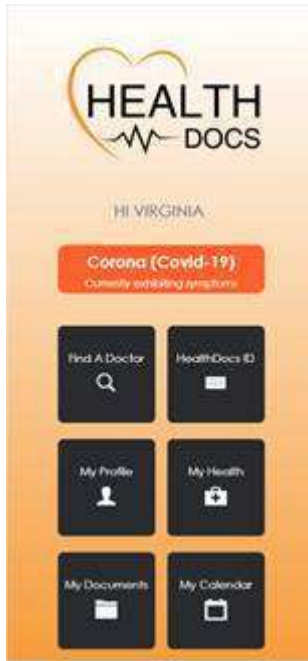 HEALTH
DOCS
HI VIRGINIA
Corona (Covid-19)
Currently exhibiting symptoms
Find A Doctor
HealthDocs ID
My Profile
My Health
My Documents
My Calendar